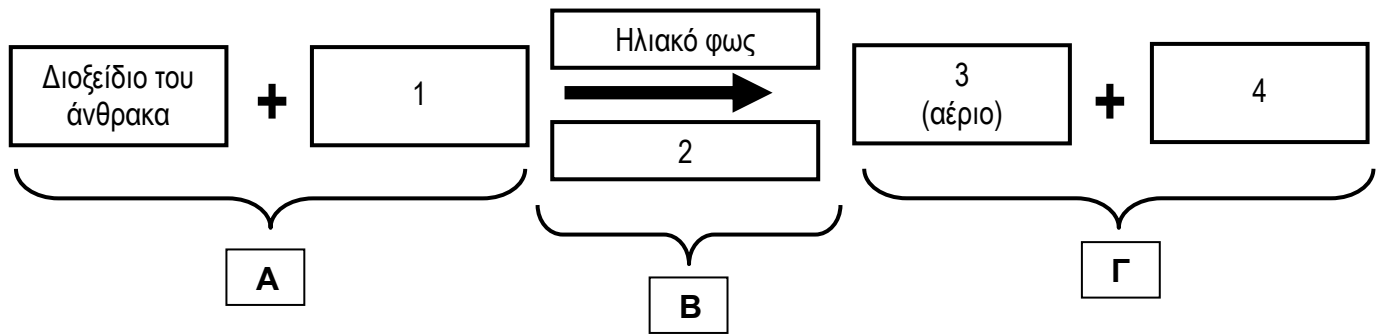 Ηλιακό φως
Διοξείδιο του
άνθρακα
+
1
2
3
(αέριο)
+
4
Α
Β
Γ